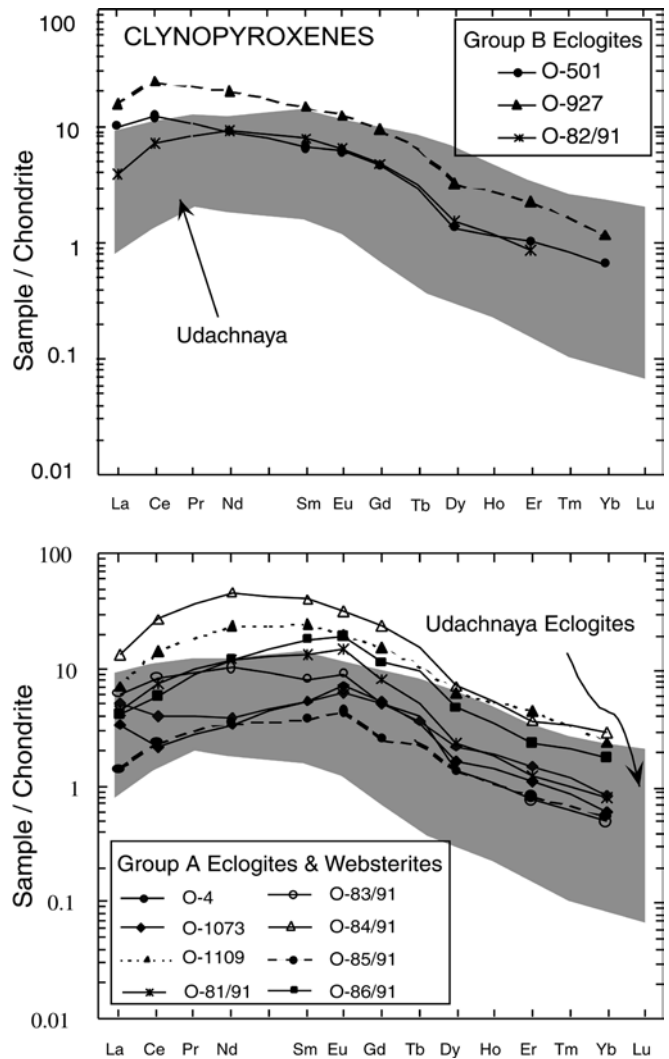 100
10
1
0.1
0.01
Sample / Chondrite
CLYNOPYROXENES
Group B Eclogites
O-501
O-927
O-82/91
Udachnaya
La Ce Pr Nd Sm Eu Gd Tb Dy Ho Er Tm Yb Lu
100
10
1
0.1
0.01
Sample / Chondrite
Udachnaya Eclogites
Group A Eclogites & Websterites
O-4 O-83/91
O-1073 O-84/91
O-1109 O-85/91
O-81/91 O-86/91
La Ce Pr Nd Sm Eu Gd Tb Dy Ho Er Tm Yb Lu